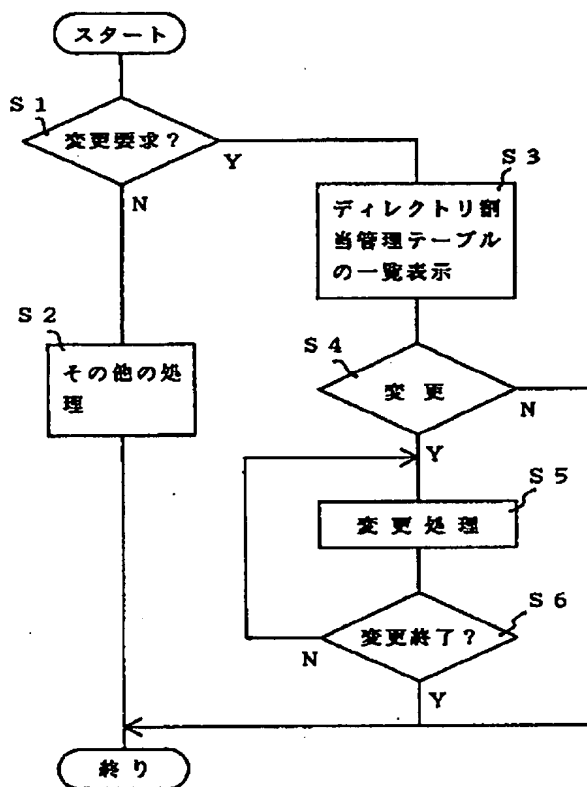 スタート
S1
変更要求?
Y
N
S3
ディレクトリ割
当管理テーブル
の一覧表示
S2
その他の処
理
S4
変更
N
Y
S5
変更処理
S6
変更終了?
N
Y
終り